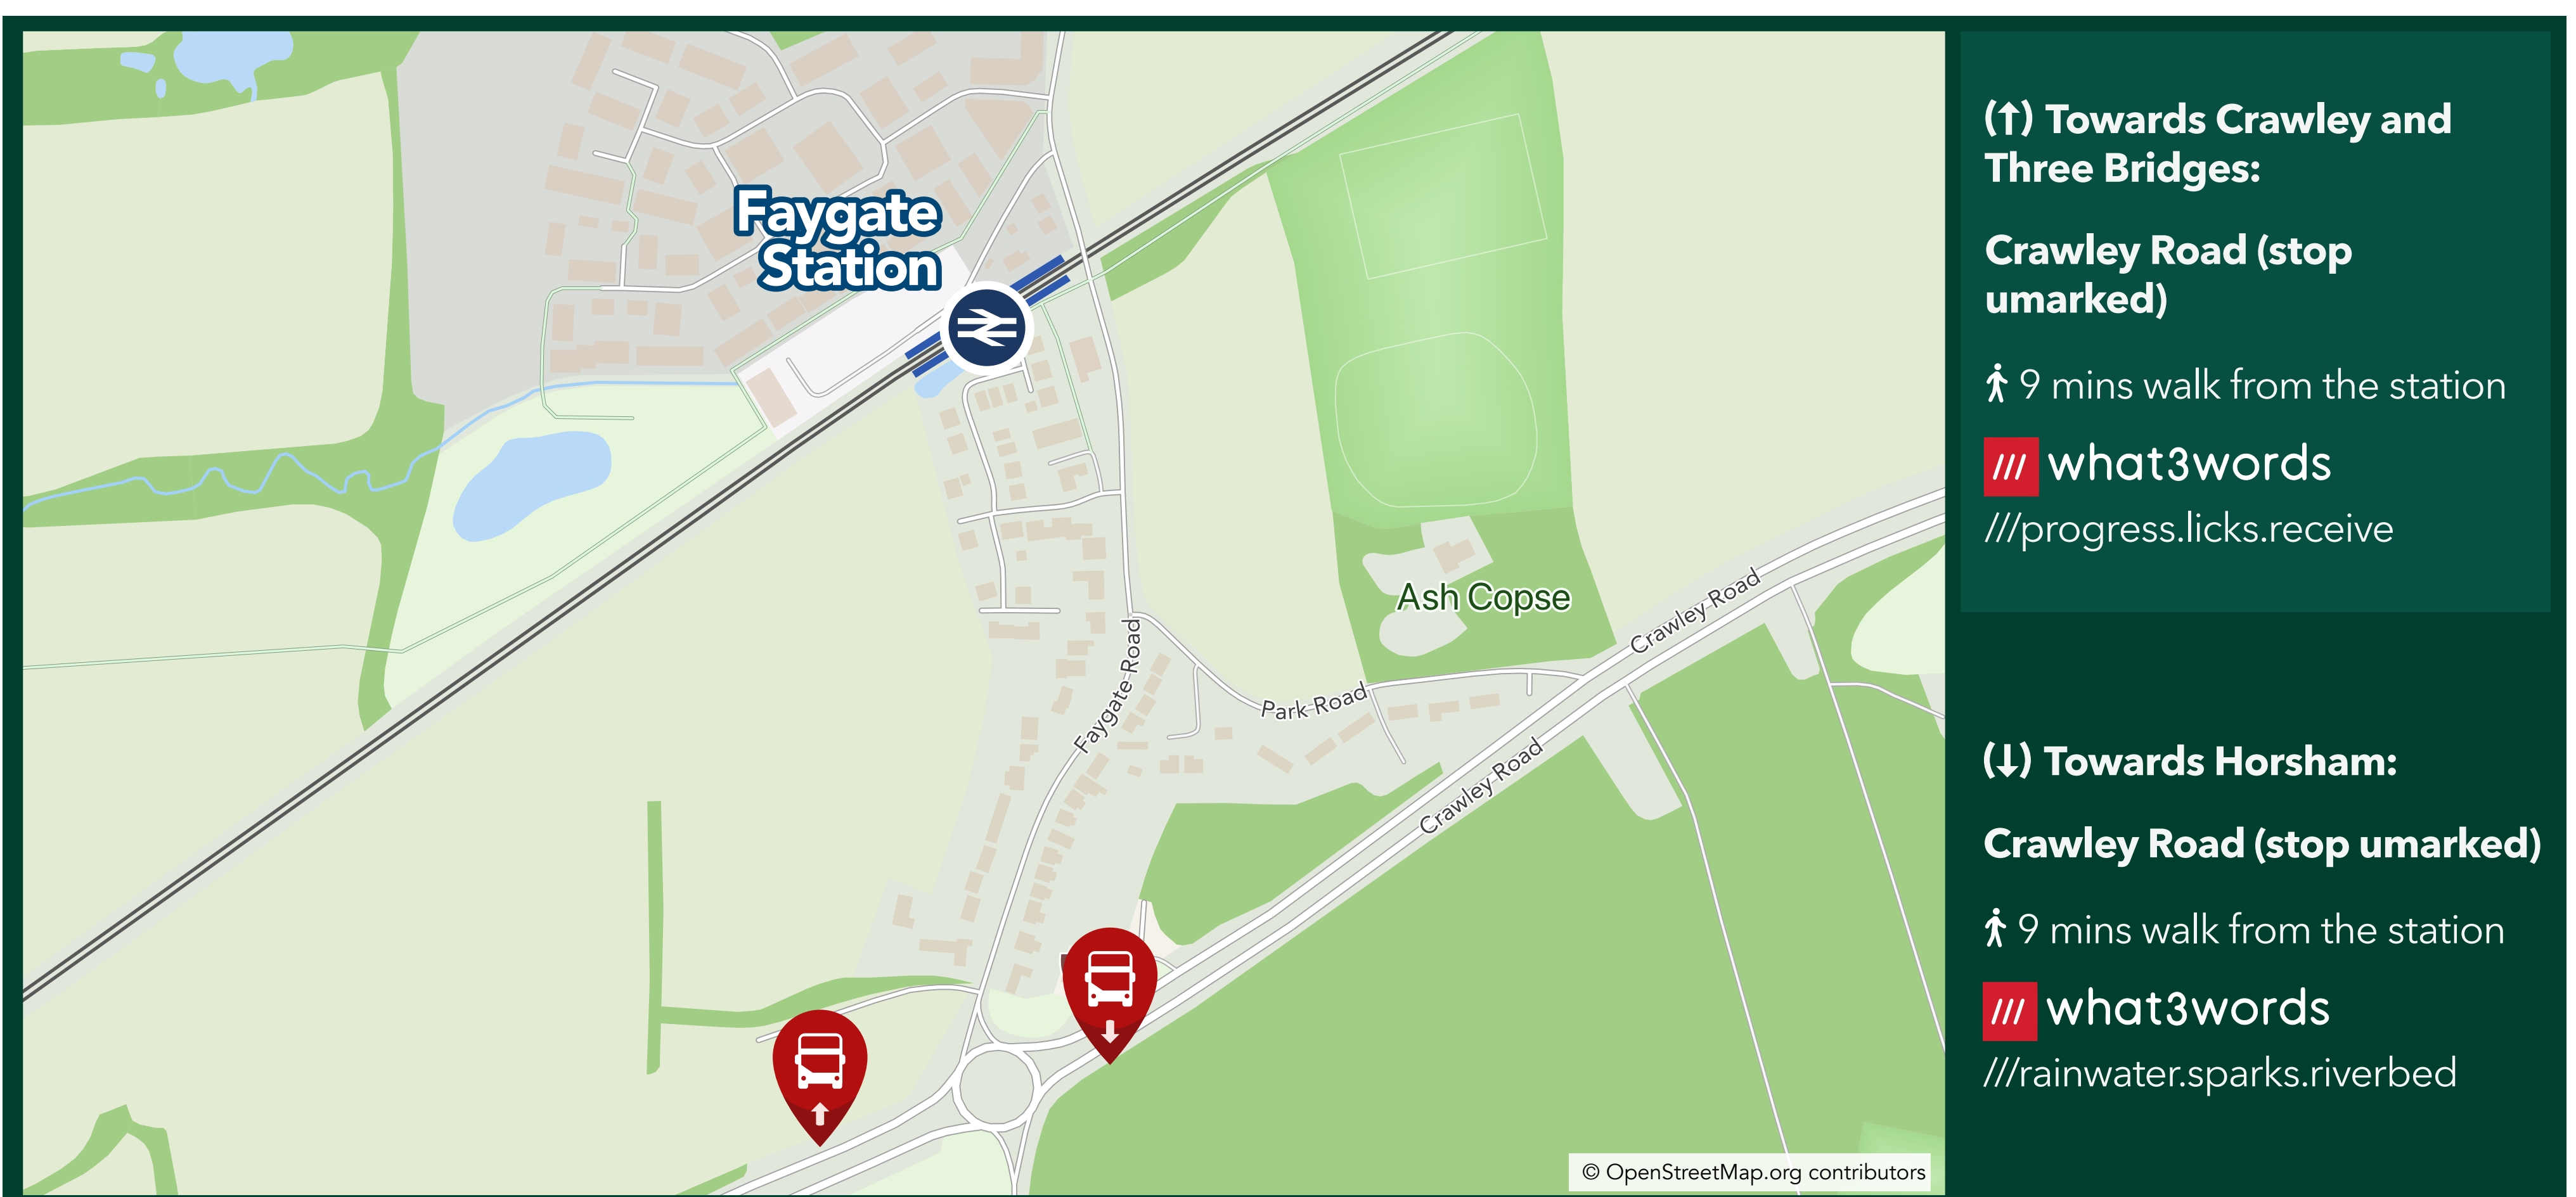 Faygate
Station
Ash Copse
Crawley Road
Park Road
Faygate Road
Crawley Road
© OpenStreetMap.org contributors
(↑) Towards Crawley and
Three Bridges:
Crawley Road (stop
umarked)
9 mins walk from the station
/// what3words
///progress.licks.receive
(↓) Towards Horsham:
Crawley Road (stop umarked)
9 mins walk from the station
/// what3words
///rainwater.sparks.riverbed